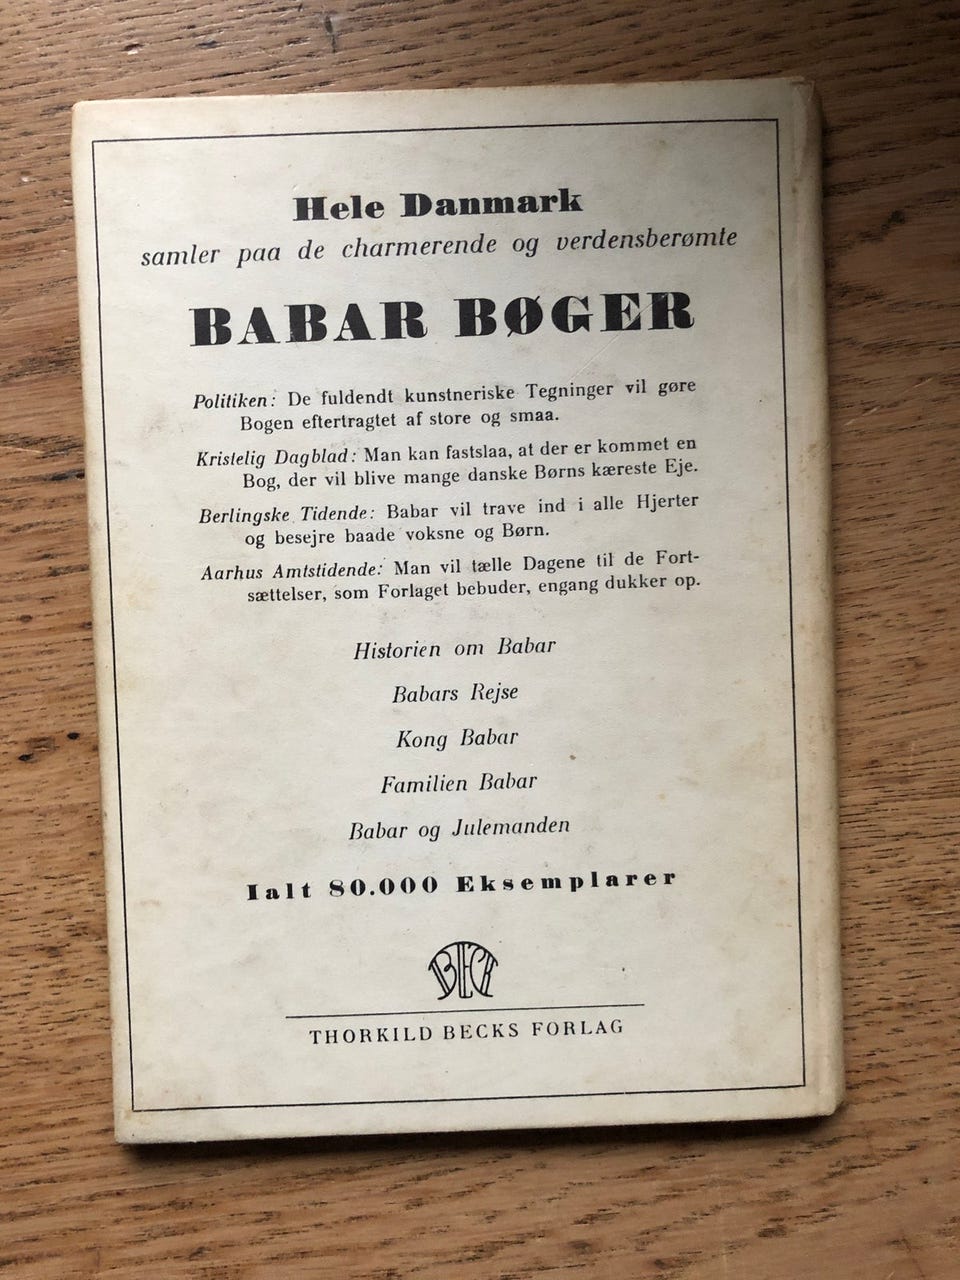 Hele Danmark
samler paa de charmerende og verdensberømte
BABAR BØGER
Politiken: De fuldendt kunstneriske Tegninger vil gøre
Bogen eftertragtet af store og smaa.
Kristelig Dagblad: Man kan fastslaa, at der er kommet en
Bog, der vil blive mange danske Børns kæreste Eje.
Berlingske Tidende: Babar vil trave ind i alle Hjerter
og besejre baade voksne og Børn.
Aarhus Amtstidende: Man vil tælle Dagene til de Fort-
sættelser, som Forlaget bebuder, engang dukker op.
Historien om Babar
Babars Rejse
Kong Babar
Familien Babar
Babar og Julemanden
Ialt 80.000 Eksemplarer
BECK
THORKILD BECKS FORLAG